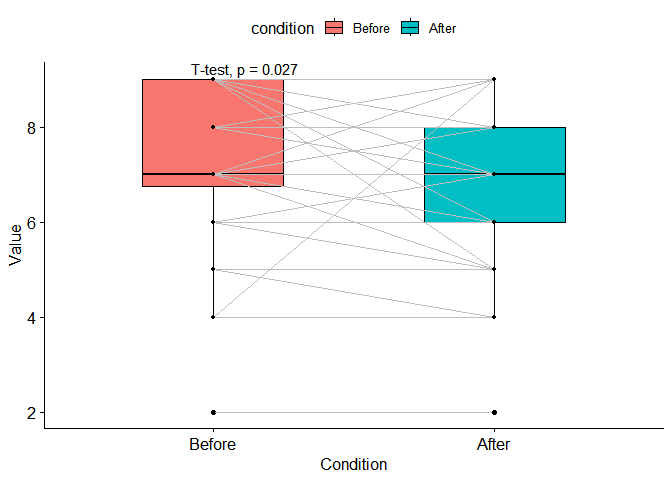 condition Before After
T-test, p = 0.027
8
6
4
2
Value
Before After
Condition